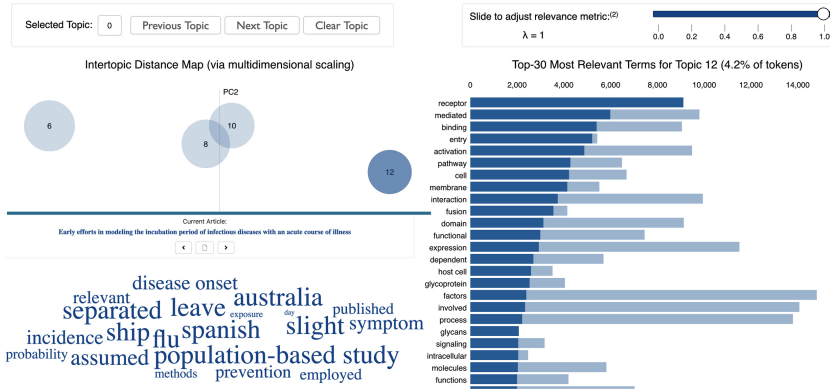 Selected Topic: 0 Previous Topic Next Topic Clear Topic
Slide to adjust relevance metric:(2)
λ = 1
0.0 0.2 0.4 0.6 0.8 1.0
Intertopic Distance Map (via multidimensional scaling)
PC2
6
8
10
12
Current Article:
Early efforts in modeling the incubation period of infectious diseases with an acute course of illness
disease onset
relevant
separated
leave
australia
exposure
day
published
incidence
ship
flu
spanish
slight
symptom
probability
assumed
population-based study
methods
prevention
employed
Top-30 Most Relevant Terms for Topic 12 (4.2% of tokens)
0 2,000 4,000 6,000 8,000 10,000 12,000 14,000
receptor
mediated
binding
entry
activation
pathway
cell
membrane
interaction
fusion
domain
functional
expression
dependent
host cell
glycoprotein
factors
involved
process
glycans
signaling
intracellular
molecules
functions